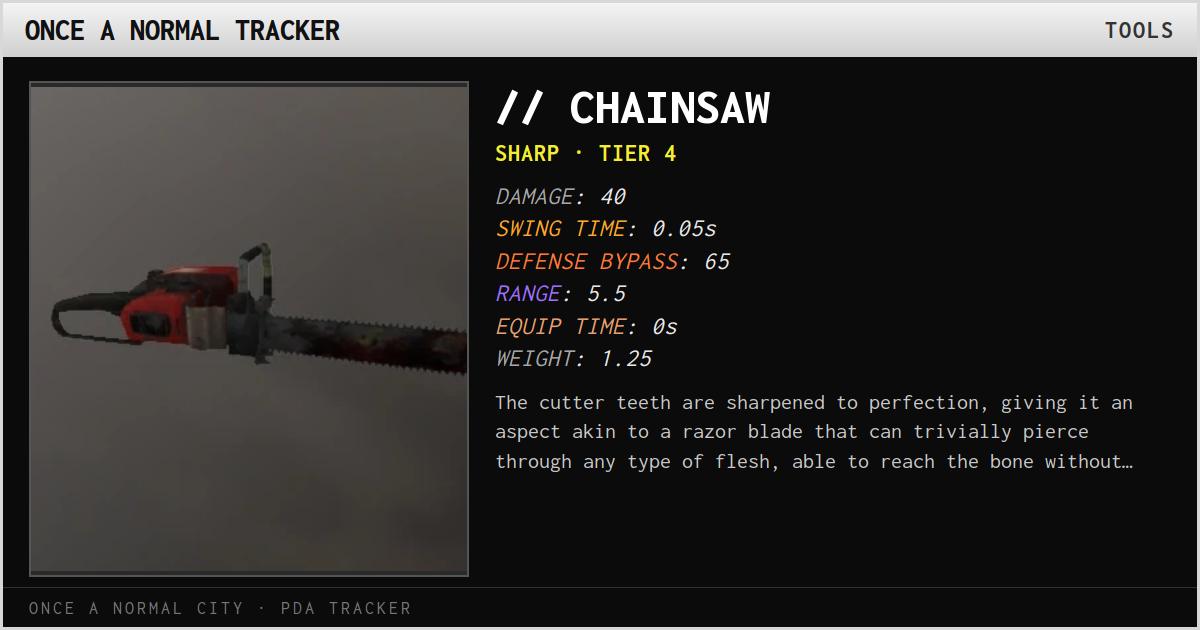 ONCE A NORMAL TRACKER
TOOLS
// CHAINSAW
SHARP · TIER 4
DAMAGE: 40
SWING TIME: 0.05s
DEFENSE BYPASS: 65
RANGE: 5.5
EQUIP TIME: 0s
WEIGHT: 1.25
The cutter teeth are sharpened to perfection, giving it an
aspect akin to a razor blade that can trivially pierce
through any type of flesh, able to reach the bone without…
ONCE A NORMAL CITY · PDA TRACKER